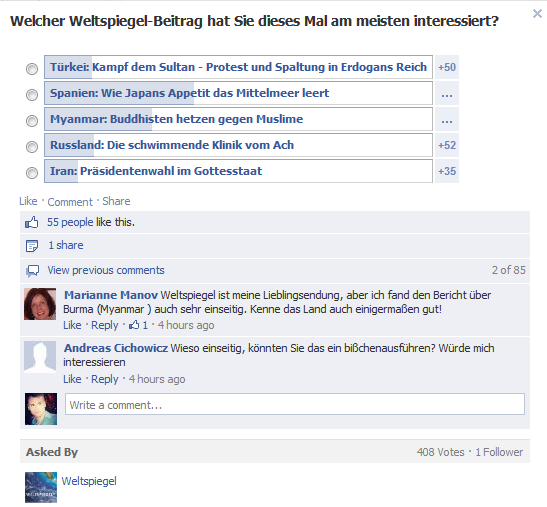 Welcher Weltspiegel-Beitrag hat Sie dieses Mal am meisten interessiert?
Türkei: Kampf dem Sultan - Protest und Spaltung in Erdogans Reich +50
Spanien: Wie Japans Appetit das Mittelmeer leert ...
Myanmar: Buddhisten hetzen gegen Muslime ...
Russland: Die schwimmende Klinik vom Ach +52
Iran: Präsidentenwahl im Gottesstaat +35
Like · Comment · Share
55 people like this.
1 share
View previous comments 2 of 85
Marianne Manov Weltspiegel ist meine Lieblingsendung, aber ich fand den Bericht über
Burma (Myanmar ) auch sehr einseitig. Kenne das Land auch einigermaßen gut!
Like · Reply · 1 · 4 hours ago
Andreas Cichowicz Wieso einseitig, könnten Sie das ein bißchenausführen? Würde mich
interessieren
Like · Reply · 4 hours ago
Write a comment...
Asked By 408 Votes · 1 Follower
Weltspiegel